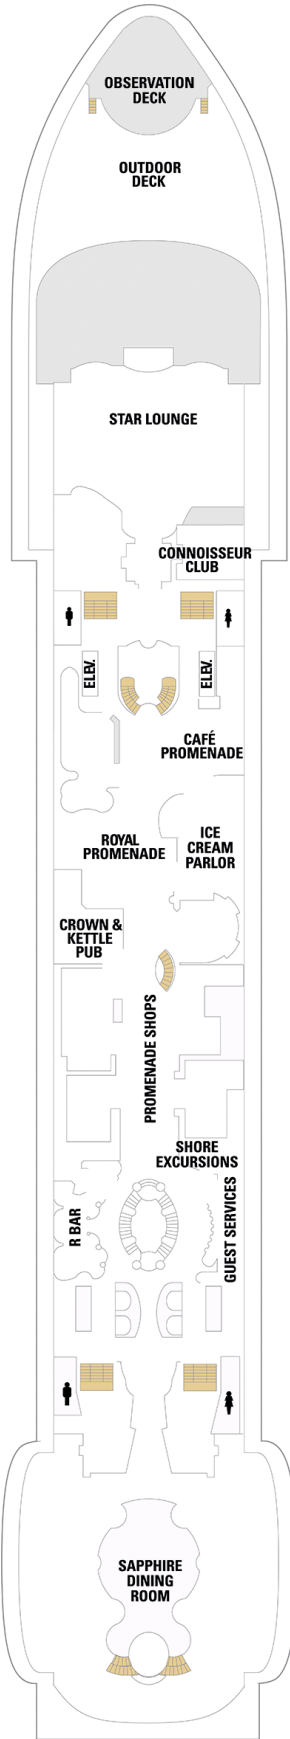 OBSERVATION
DECK
OUTDOOR
DECK
STAR LOUNGE
CONNOISSEUR
CLUB
ELEV.
ELEV.
CAFÉ
PROMENADE
ROYAL
PROMENADE
ICE
CREAM
PARLOR
CROWN &
KETTLE
PUB
PROMENADE SHOPS
SHORE
EXCURSIONS
R BAR
GUEST SERVICES
SAPPHIRE
DINING
ROOM